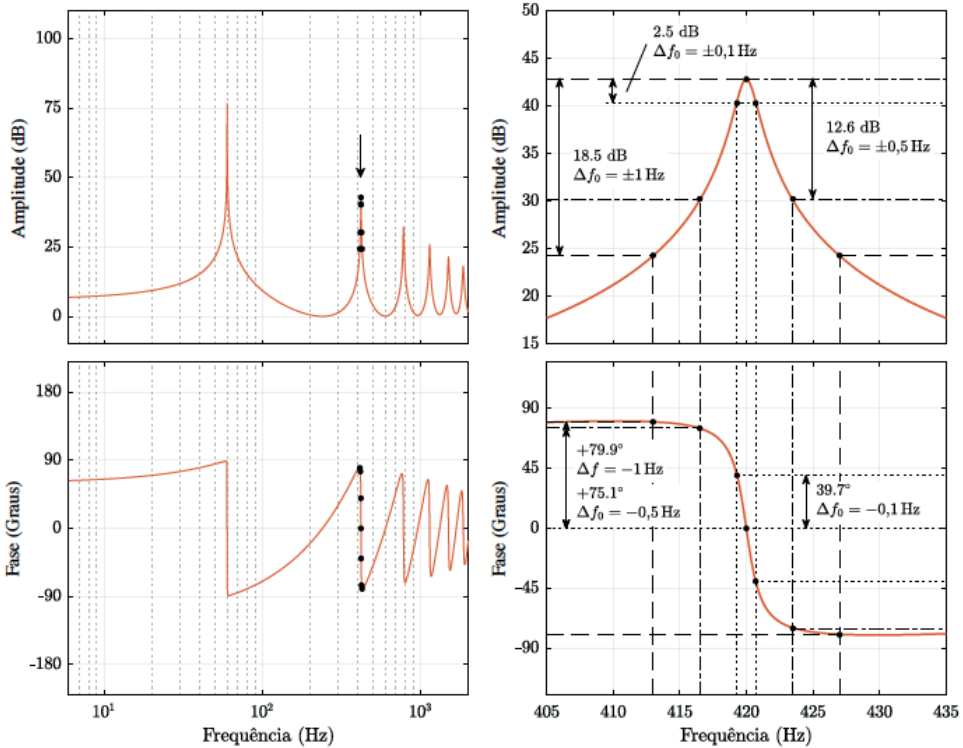 100
75
50
25
0
Amplitude (dB)
50
45
40
35
30
25
20
15
Amplitude (dB)
2.5 dB
Δf₀ = ±0,1 Hz
18.5 dB
Δf₀ = ±1 Hz
12.6 dB
Δf₀ = ±0,5 Hz
180
90
0
-90
-180
Fase (Graus)
10¹
10²
10³
Frequência (Hz)
90
45
0
-45
-90
Fase (Graus)
+79.9°
Δf = −1 Hz
+75.1°
Δf₀ = −0,5 Hz
39.7°
Δf₀ = −0,1 Hz
405
410
415
420
425
430
435
Frequência (Hz)